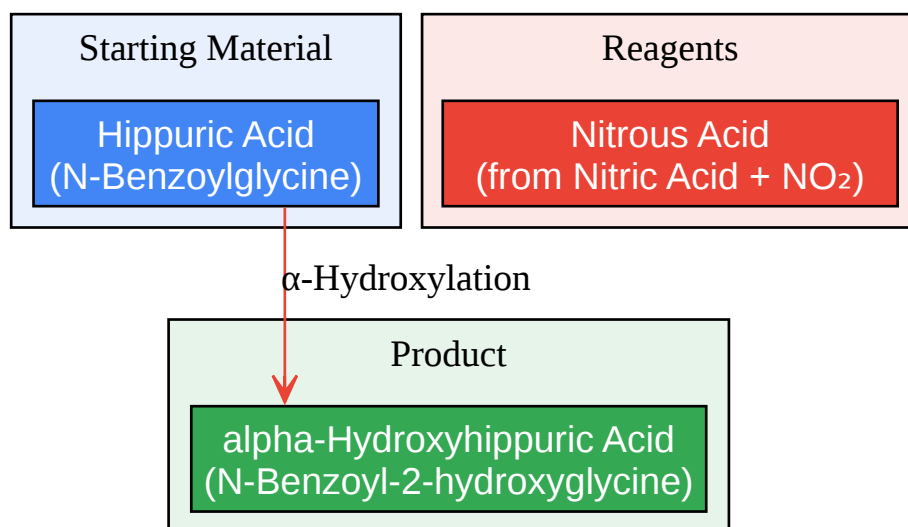 Starting Material
Hippuric Acid
(N-Benzoylglycine)
Reagents
Nitrous Acid
(from Nitric Acid + NO₂)
α-Hydroxylation
Product
alpha-Hydroxyhippuric Acid
(N-Benzoyl-2-hydroxyglycine)